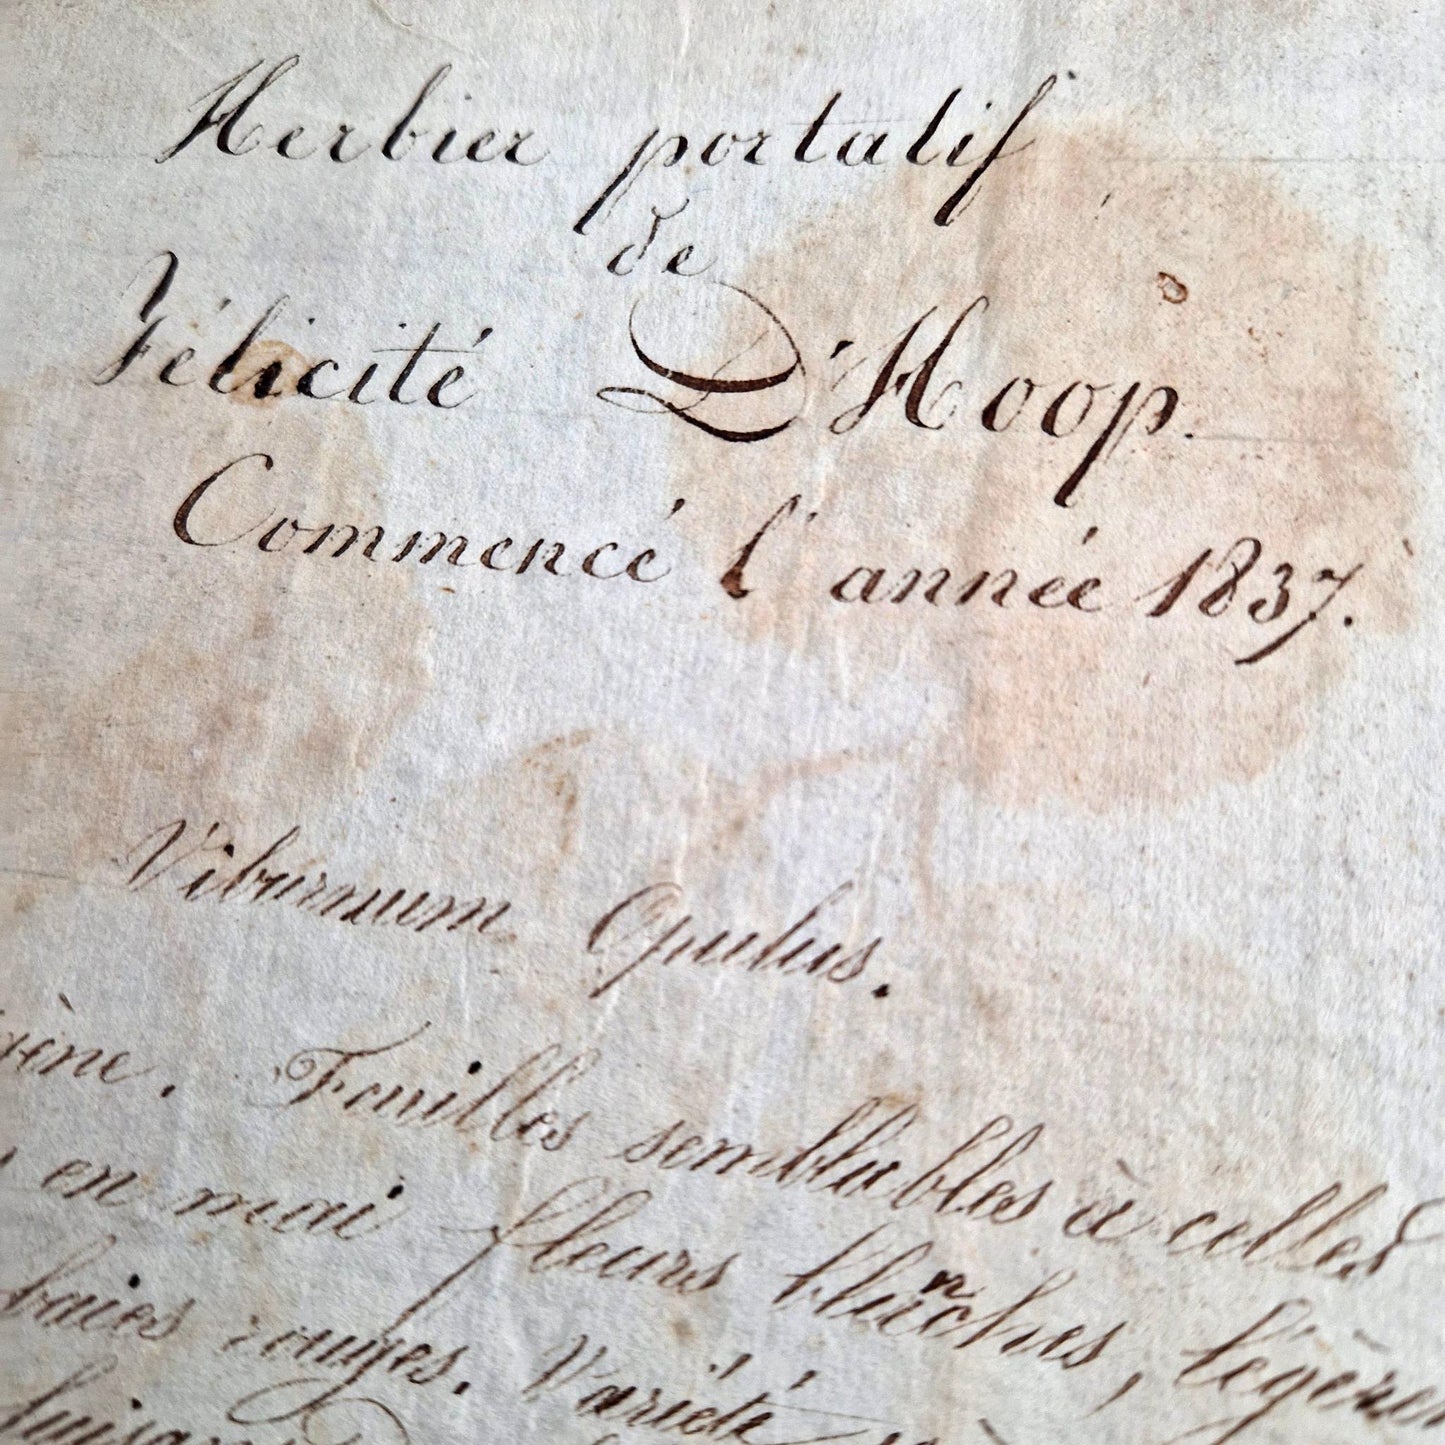 Herbier portatif
de
Félicité D'Hoop.
Commencé l'année 1837.
Viburnum Opulus.
Feuilles semblables à celles
en mai fleurs blanches,
baies rouges. Variété